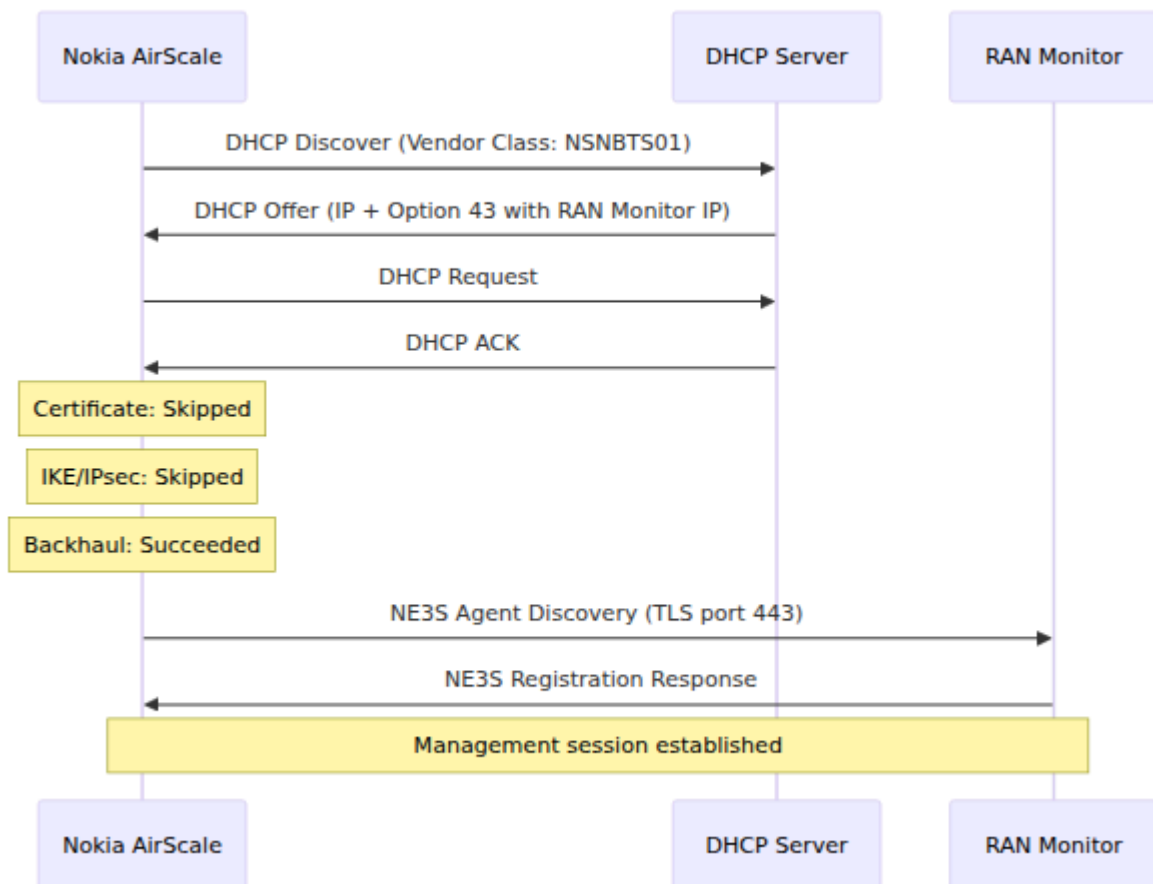 Nokia AirScale
DHCP Server
RAN Monitor
DHCP Discover (Vendor Class: NSNBTS01)
DHCP Offer (IP + Option 43 with RAN Monitor IP)
DHCP Request
DHCP ACK
Certificate: Skipped
IKE/IPsec: Skipped
Backhaul: Succeeded
NE3S Agent Discovery (TLS port 443)
NE3S Registration Response
Management session established
Nokia AirScale
DHCP Server
RAN Monitor